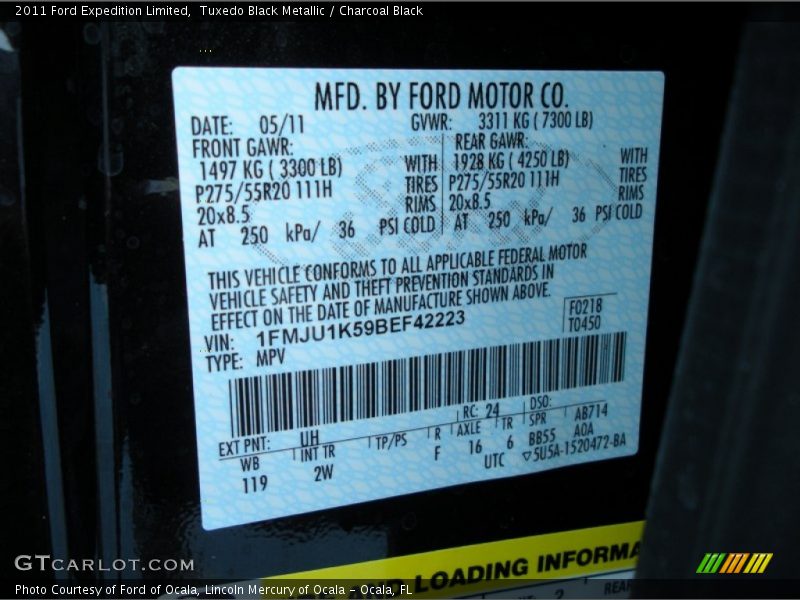 2011 Ford Expedition Limited, Tuxedo Black Metallic / Charcoal Black
MFD. BY FORD MOTOR CO.
DATE: 05/11 GVWR: 3311 KG ( 7300 LB)
FRONT GAWR: REAR GAWR:
1497 KG ( 3300 LB) WITH 1928 KG ( 4250 LB) WITH
P275/55R20 111H TIRES P275/55R20 111H TIRES
20x8.5 RIMS 20x8.5 RIMS
AT 250 kPa/ 36 PSI COLD AT 250 kPa/ 36 PSI COLD
THIS VEHICLE CONFORMS TO ALL APPLICABLE FEDERAL MOTOR
VEHICLE SAFETY AND THEFT PREVENTION STANDARDS IN
EFFECT ON THE DATE OF MANUFACTURE SHOWN ABOVE.
VIN: 1FMJU1K59BEF42223 F0218
TYPE: MPV T0450
EXT PNT: UH RC: 24 DSO:
WB INT TR TP/PS R AXLE TR SPR AB714
119 2W F 16 6 BB55 AOA
UTC ▽5U5A-1520472-BA
AND LOADING INFORMA
REAR
2
GTCARLOT.COM
Photo Courtesy of Ford of Ocala, Lincoln Mercury of Ocala - Ocala, FL